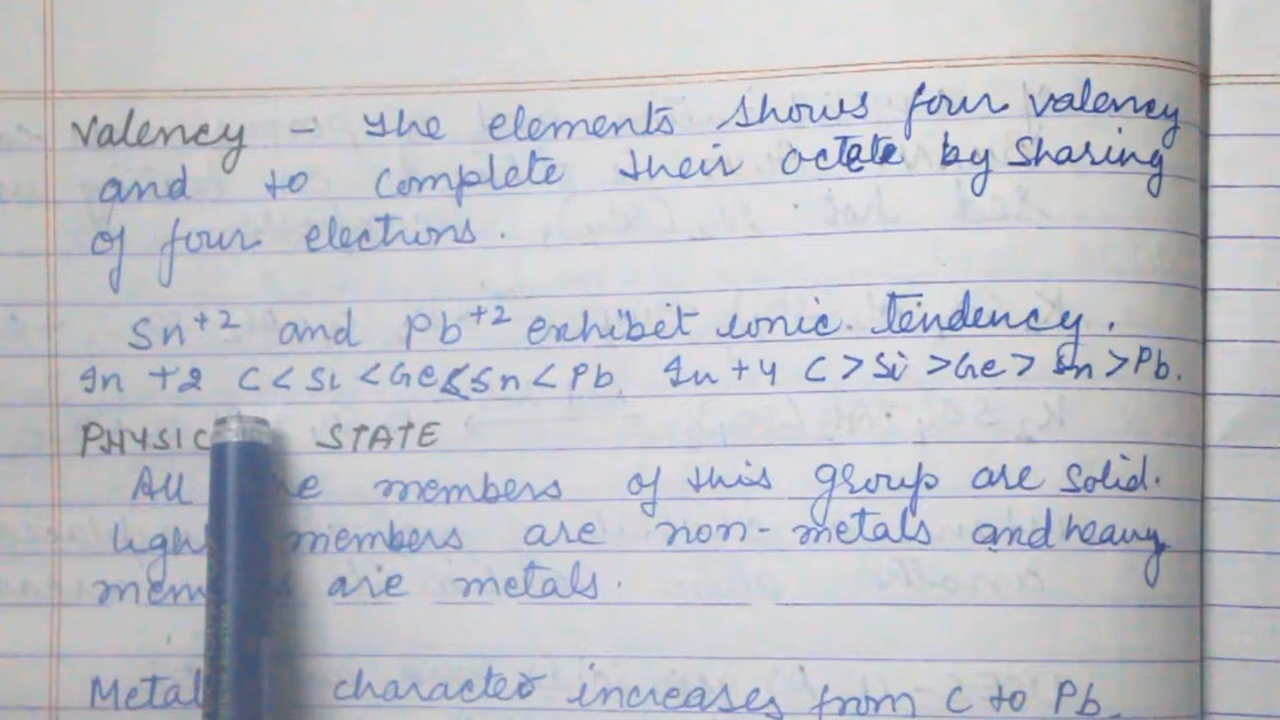 Valency - The elements shows four valency
and to complete their octate by sharing
of four electrons.
Sn+2 and Pb+2 exhibit ionic. tendency.
In +2 C < Si < Ge < Sn < Pb. In +4 C > Si > Ge > Sn > Pb.
PHYSIC STATE
All members of this group are solid.
members are non-metals and heavy
are metals.
character increases from C to Pb